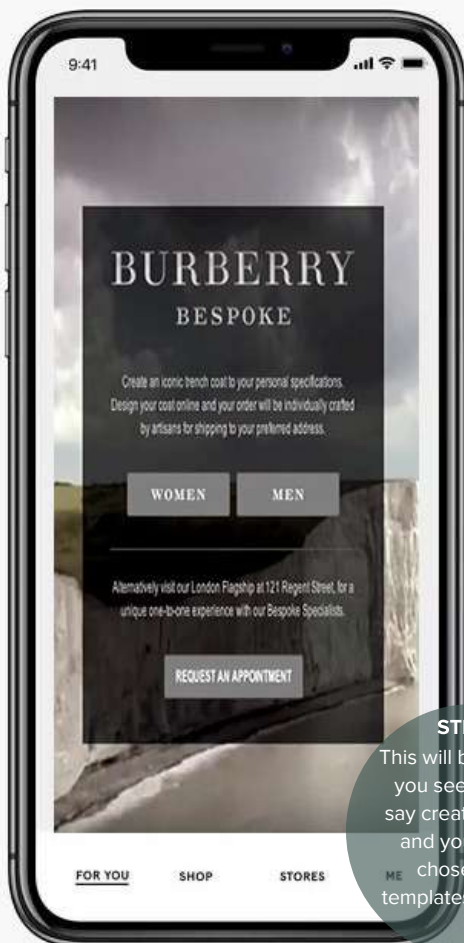 9:41
BURBERRY
BESPOKE
Create an iconic trench coat to your personal specifications.
Design your coat online and your order will be individually crafted
by artisans for shipping to your preferred address.
WOMEN MEN
Alternatively visit our London Flagship at 121 Regent Street, for a
unique one-to-one experience with our Bespoke Specialists.
REQUEST AN APPOINTMENT
This will b
you see
say creat
and you
FOR YOU SHOP STORES ME
chose
templates